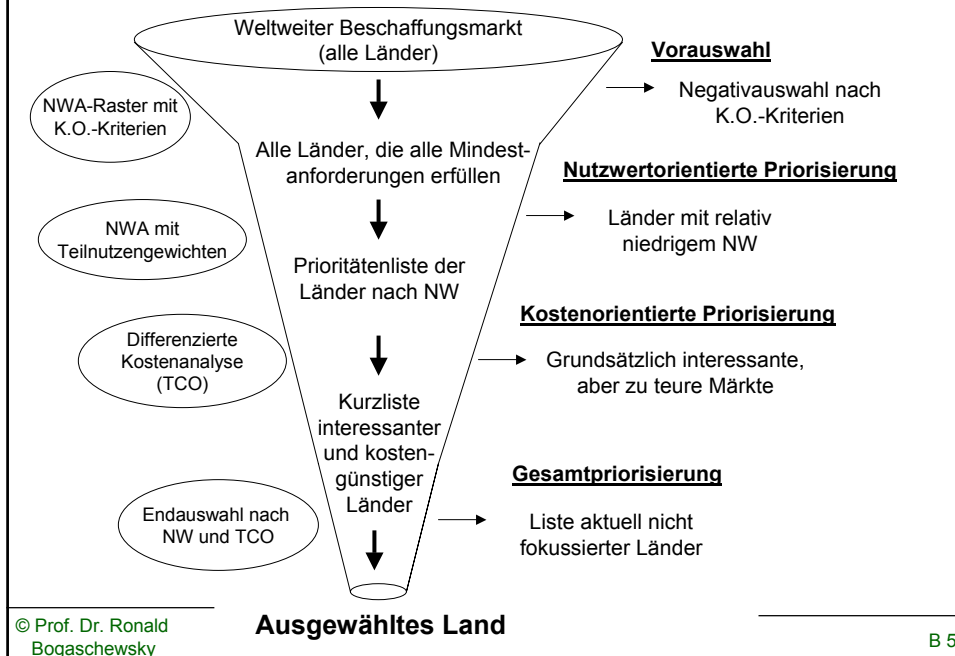 Weltweiter Beschaffungsmarkt
(alle Länder)
Vorauswahl
NWA-Raster mit
K.O.-Kriterien
Negativauswahl nach
K.O.-Kriterien
Alle Länder, die alle Mindest-
anforderungen erfüllen
Nutzwertorientierte Priorisierung
NWA mit
Teilnutzengewichten
Länder mit relativ
niedrigem NW
Prioritätenliste der
Länder nach NW
Kostenorientierte Priorisierung
Differenzierte
Kostenanalyse
(TCO)
Grundsätzlich interessante,
aber zu teure Märkte
Kurzliste
interessanter
und kosten-
günstiger
Länder
Gesamtpriorisierung
Endauswahl nach
NW und TCO
Liste aktuell nicht
fokussierter Länder
Ausgewähltes Land
© Prof. Dr. Ronald
Bogaschewsky
B 5